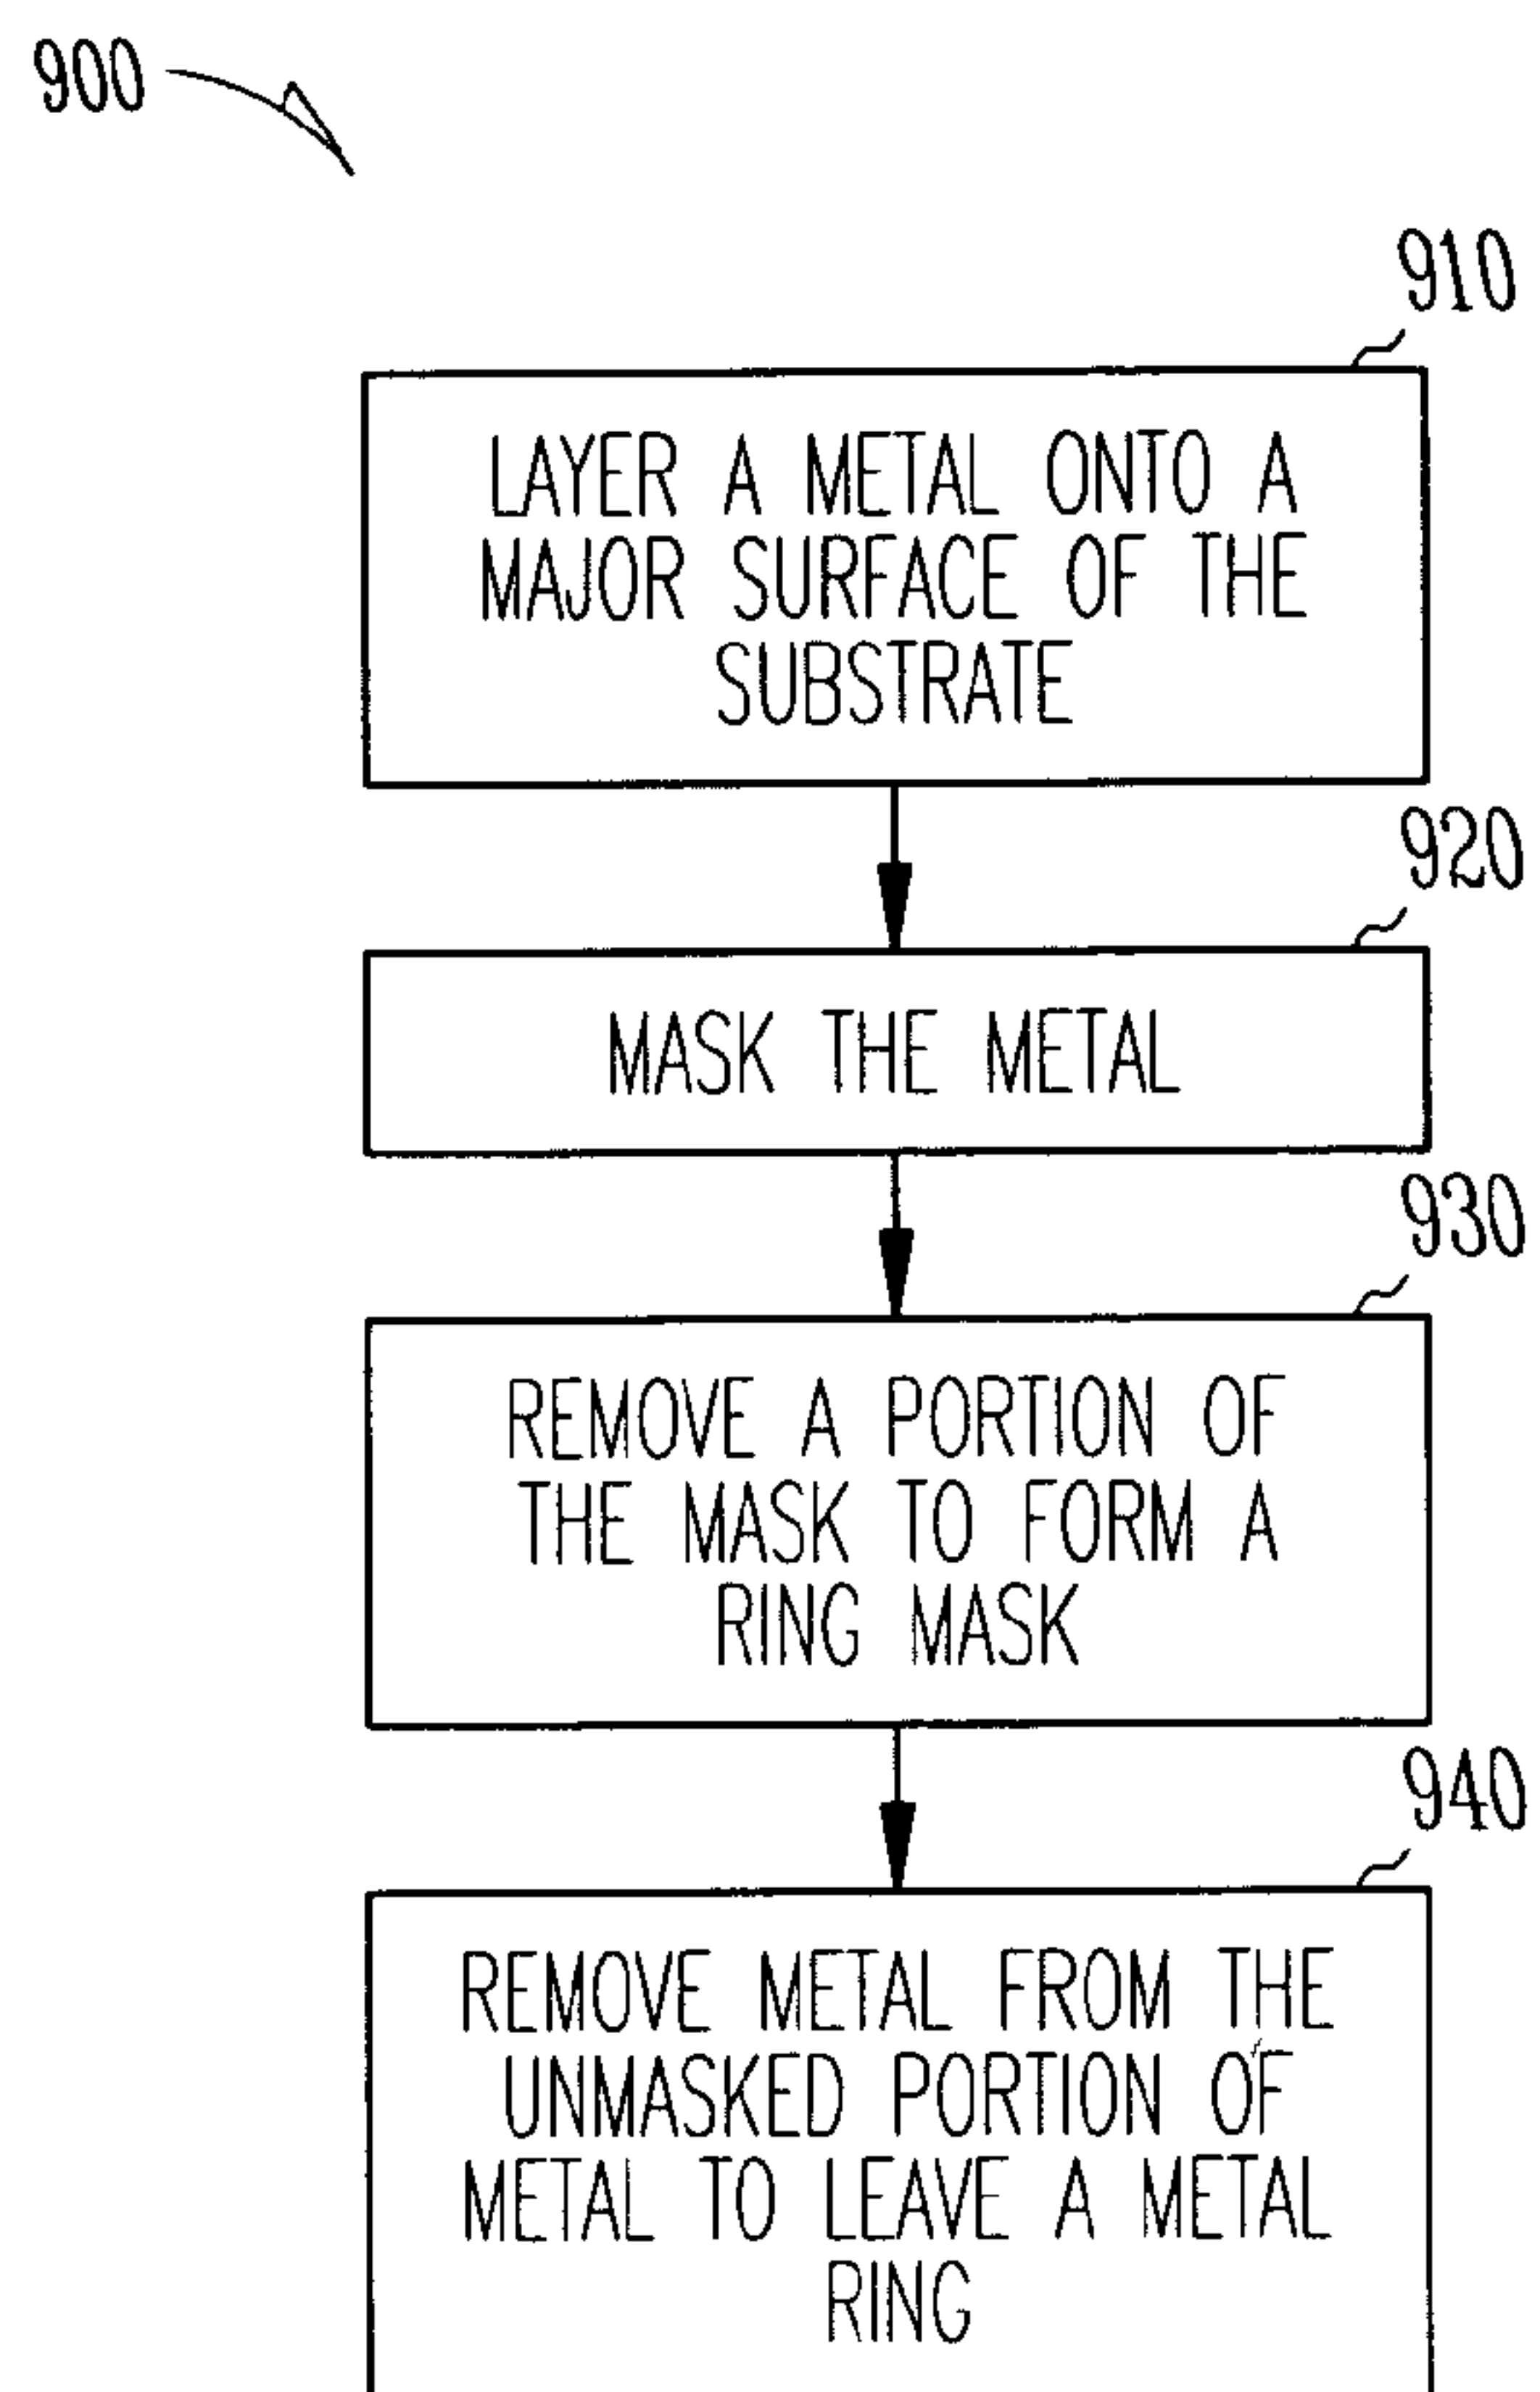 900
910
LAYER A METAL ONTO A
MAJOR SURFACE OF THE
SUBSTRATE
920
MASK THE METAL
930
REMOVE A PORTION OF
THE MASK TO FORM A
RING MASK
940
REMOVE METAL FROM THE
UNMASKED PORTION OF
METAL TO LEAVE A METAL
RING